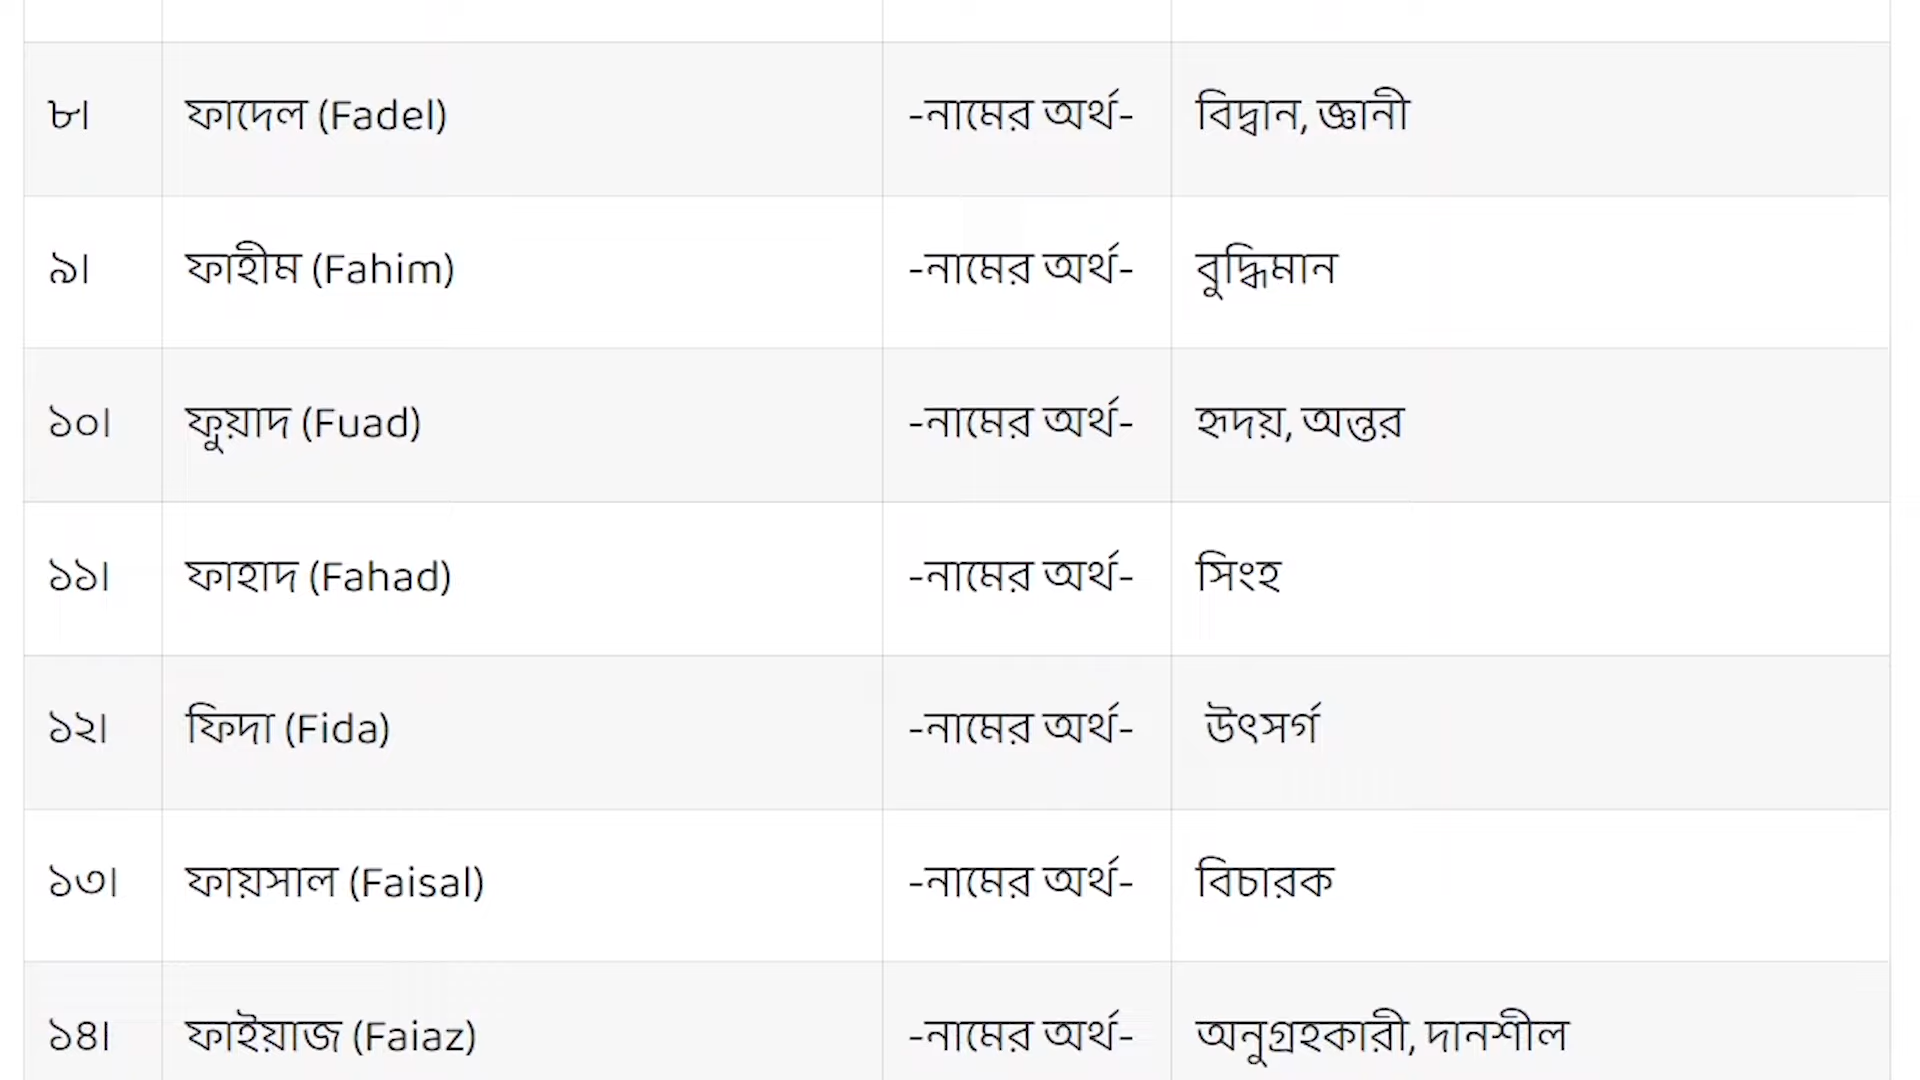 ৮। ফাদেল (Fadel) -নামের অর্থ- বিদ্বান, জ্ঞানী
৯। ফাহীম (Fahim) -নামের অর্থ- বুদ্ধিমান
১০। ফুয়াদ (Fuad) -নামের অর্থ- হৃদয়, অন্তর
১১। ফাহাদ (Fahad) -নামের অর্থ- সিংহ
১২। ফিদা (Fida) -নামের অর্থ- উৎসর্গ
১৩। ফায়সাল (Faisal) -নামের অর্থ- বিচারক
১৪। ফাইয়াজ (Faiaz) -নামের অর্থ- অনুগ্রহকারী, দানশীল